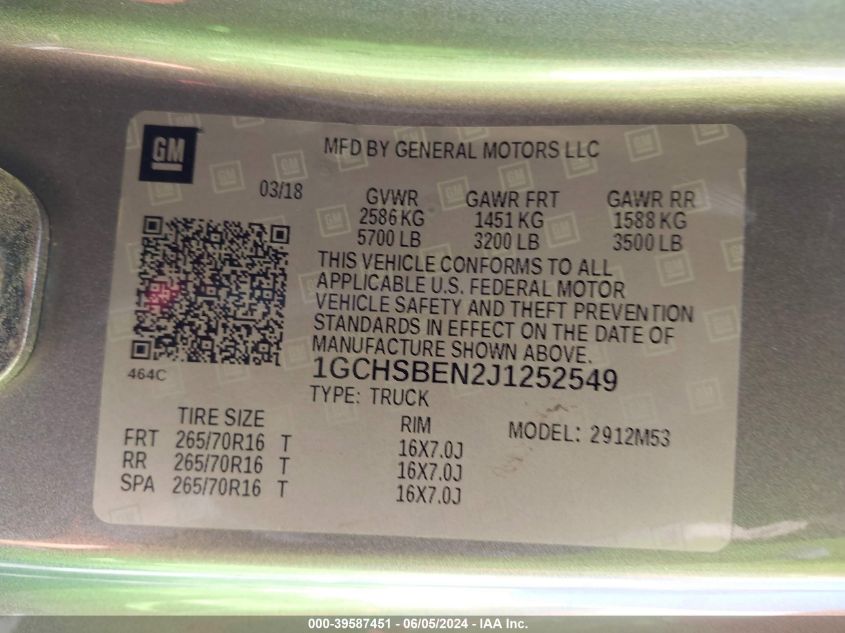 GM
MFD BY GENERAL MOTORS LLC
03/18
GVWR GAWR FRT GAWR RR
2586 KG 1451 KG 1588 KG
5700 LB 3200 LB 3500 LB
THIS VEHICLE CONFORMS TO ALL
APPLICABLE U.S. FEDERAL MOTOR
VEHICLE SAFETY AND THEFT PREVENTION
STANDARDS IN EFFECT ON THE DATE OF
MANUFACTURE SHOWN ABOVE.
464C
1GCHSBEN2J1252549
TYPE: TRUCK
TIRE SIZE RIM MODEL: 2912M53
FRT 265/70R16 T 16X7.0J
RR 265/70R16 T 16X7.0J
SPA 265/70R16 T 16X7.0J
000-39587451 - 06/05/2024 - IAA Inc.